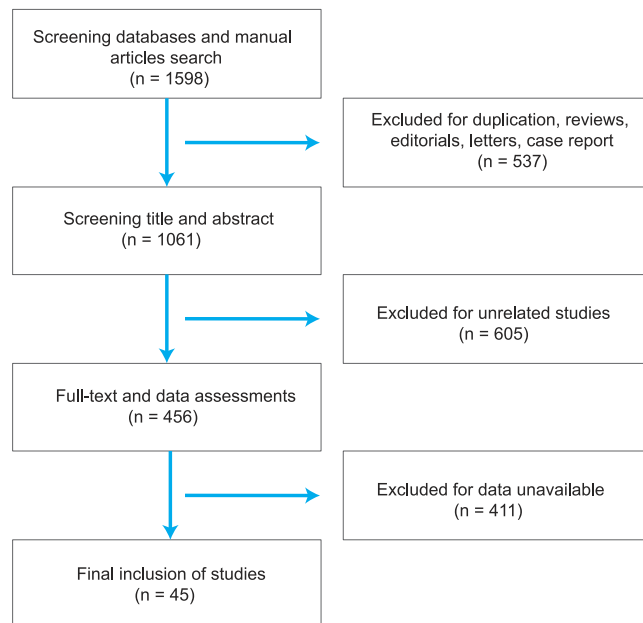 Screening databases and manual
articles search
(n = 1598)
Excluded for duplication, reviews,
editorials, letters, case report
(n = 537)
Screening title and abstract
(n = 1061)
Excluded for unrelated studies
(n = 605)
Full-text and data assessments
(n = 456)
Excluded for data unavailable
(n = 411)
Final inclusion of studies
(n = 45)